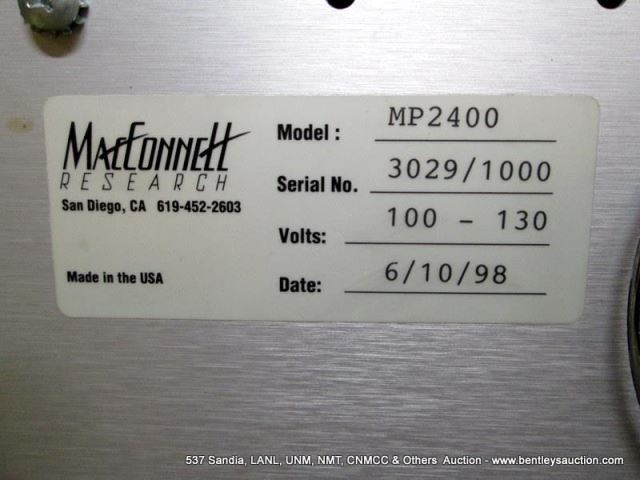 MacConnell
RESEARCH
San Diego, CA 619-452-2603
Made in the USA
Model: MP2400
Serial No. 3029/1000
Volts: 100 - 130
Date: 6/10/98
537 Sandia, LANL, UNM, NMT, CNMCC & Others Auction - www.bentleysauction.com